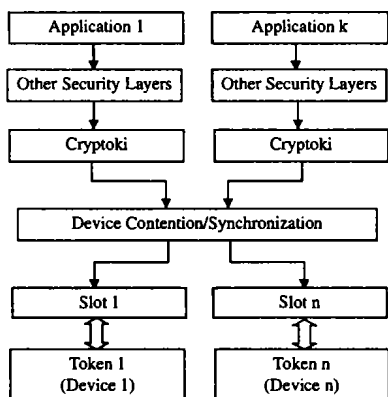 Application 1
Application k
Other Security Layers
Other Security Layers
Cryptoki
Cryptoki
Device Contention/Synchronization
Slot 1
Slot n
Token 1
(Device 1)
Token n
(Device n)